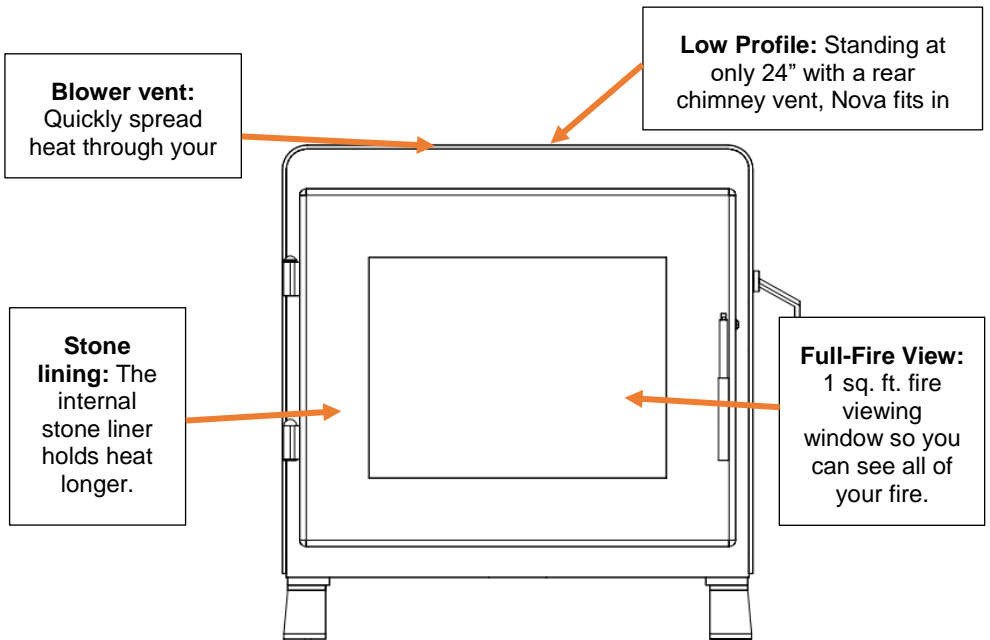 Blower vent:
Quickly spread
heat through your
Low Profile: Standing at
only 24” with a rear
chimney vent, Nova fits in
Stone
lining: The
internal
stone liner
holds heat
longer.
Full-Fire View:
1 sq. ft. fire
viewing
window so you
can see all of
your fire.